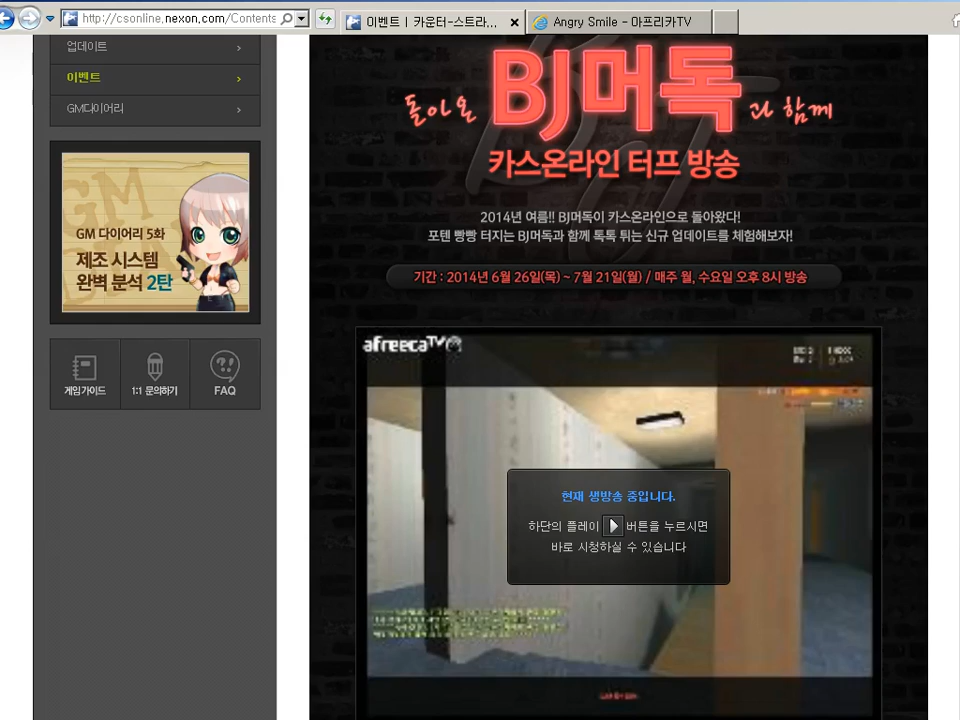 http://csonline.nexon.com/Contents
이벤트 | 카운터-스트라...
Angry Smile - 아프리카TV
업데이트
이벤트
GM다이어리
GM 다이어리 5화
제조 시스템
완벽 분석 2탄
게임가이드
1:1 문의하기
FAQ
돌아온 BJ머독과 함께
카스온라인 터프 방송
2014년 여름!! BJ머독이 카스온라인으로 돌아왔다!
포텐 빵빵 터지는 BJ머독과 함께 톡톡 튀는 신규 업데이트를 체험해보자!
기간 : 2014년 6월 26일(목) ~ 7월 21일(월) / 매주 월, 수요일 오후 8시 방송
afreecaTV
현재 생방송 중입니다.
하단의 플레이 버튼을 누르시면
바로 시청하실 수 있습니다